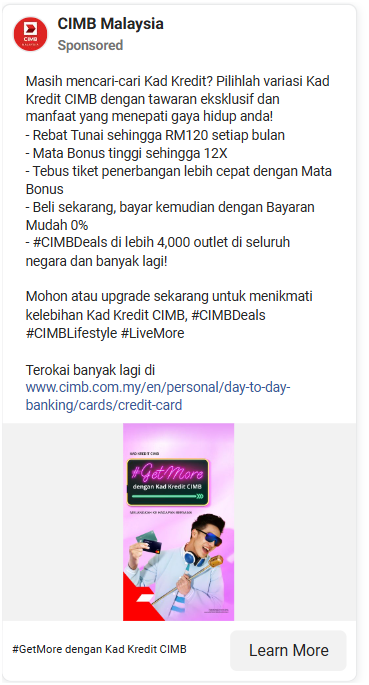 CIMB
CIMB Malaysia
Sponsored
Masih mencari-cari Kad Kredit? Pilihlah variasi Kad
Kredit CIMB dengan tawaran eksklusif dan
manfaat yang menepati gaya hidup anda!
- Rebat Tunai sehingga RM120 setiap bulan
- Mata Bonus tinggi sehingga 12X
- Tebus tiket penerbangan lebih cepat dengan Mata
Bonus
- Beli sekarang, bayar kemudian dengan Bayaran
Mudah 0%
- #CIMBDeals di lebih 4,000 outlet di seluruh
negara dan banyak lagi!
Mohon atau upgrade sekarang untuk menikmati
kelebihan Kad Kredit CIMB, #CIMBDeals
#CIMBLifestyle #LiveMore
Terokai banyak lagi di
www.cimb.com.my/en/personal/day-to-day-
banking/cards/credit-card
KAD KREDIT CIMB
#GetMore
dengan Kad Kredit CIMB
#GetMore dengan Kad Kredit CIMB
Learn More